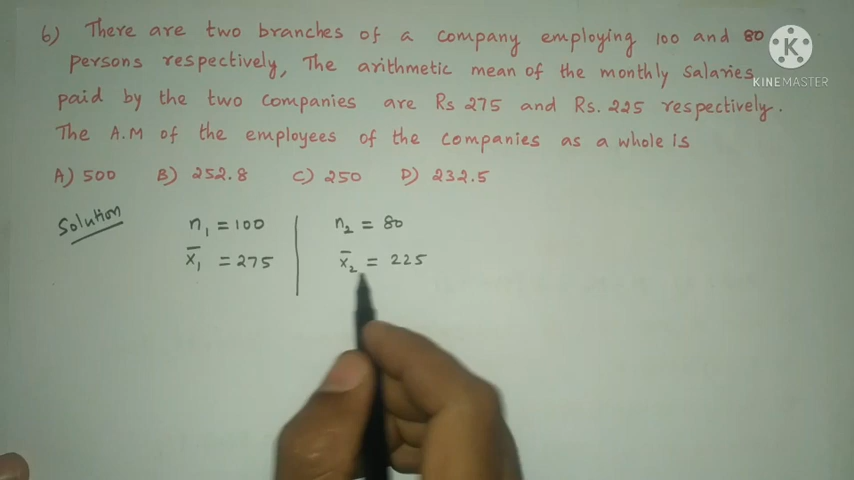 6) There are two branches of a company employing 100 and 80
persons respectively, The arithmetic mean of the monthly salaries
paid by the two companies are Rs 275 and Rs. 225 respectively.
The A.M of the employees of the companies as a whole is
A) 500 B) 252.8 C) 250 D) 232.5
Solution
n₁ = 100
n₂ = 80
x̄₁ = 275
x̄₂ = 225
K
KINEMASTER